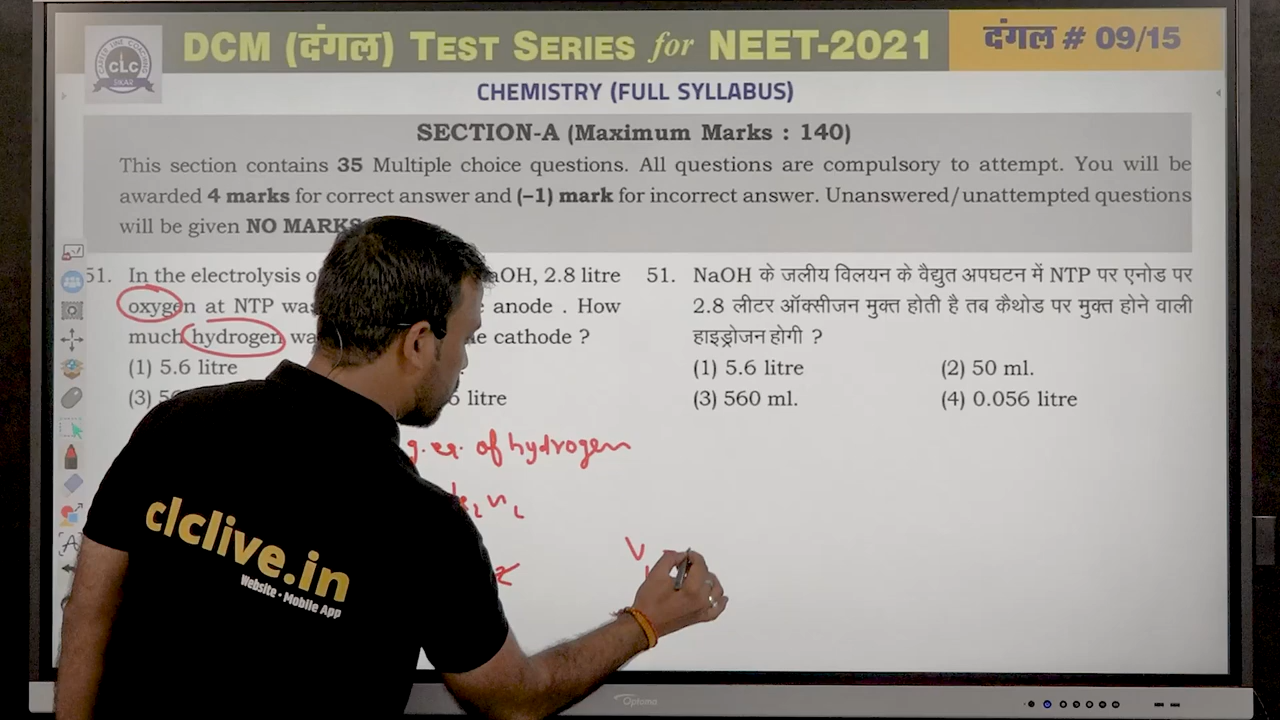 DCM (दंगल) TEST SERIES for NEET-2021
दंगल # 09/15
CLC
SIKAR
CHEMISTRY (FULL SYLLABUS)
SECTION-A (Maximum Marks : 140)
This section contains 35 Multiple choice questions. All questions are compulsory to attempt. You will be
awarded 4 marks for correct answer and (–1) mark for incorrect answer. Unanswered/unattempted questions
will be given NO MARKS
51. In the electrolysis aOH, 2.8 litre
oxygen at NTP anode . How
much hydrogen cathode ?
(1) 5.6 litre
(3) litre
51. NaOH के जलीय विलयन के वैद्युत अपघटन में NTP पर एनोड पर
2.8 लीटर ऑक्सीजन मुक्त होती है तब कैथोड पर मुक्त होने वाली
हाइड्रोजन होगी ?
(1) 5.6 litre (2) 50 ml.
(3) 560 ml. (4) 0.056 litre
of hydrogen
V
clclive.in
Website • Mobile App
Optoma